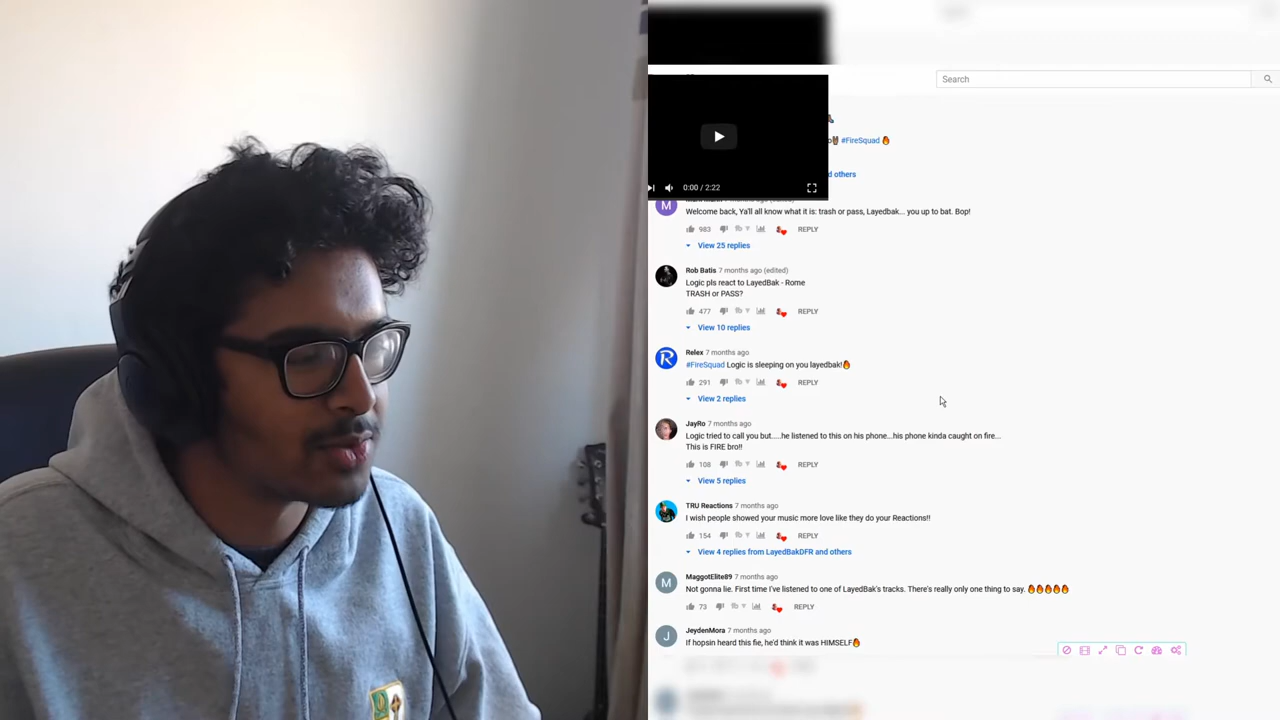 Search
#FireSquad
d others
0:00 / 2:22
M
Welcome back, Ya'll all know what it is: trash or pass, Layedbak... you up to bat. Bop!
983 REPLY
View 25 replies
Rob Batis 7 months ago (edited)
Logic pls react to LayedBak - Rome
TRASH or PASS?
477 REPLY
View 10 replies
R
Relex 7 months ago
#FireSquad Logic is sleeping on you layedbak!🔥
291 REPLY
View 2 replies
JayRo 7 months ago
Logic tried to call you but.....he listened to this on his phone...his phone kinda caught on fire...
This is FIRE bro!!
108 REPLY
View 5 replies
TRU Reactions 7 months ago
I wish people showed your music more love like they do your Reactions!!
154 REPLY
View 4 replies from LayedBakDFR and others
M
MaggotElite89 7 months ago
Not gonna lie. First time I've listened to one of LayedBak's tracks. There's really only one thing to say. 🔥🔥🔥🔥🔥
73 REPLY
J
JeydenMora 7 months ago
If hopsin heard this fie, he'd think it was HIMSELF🔥